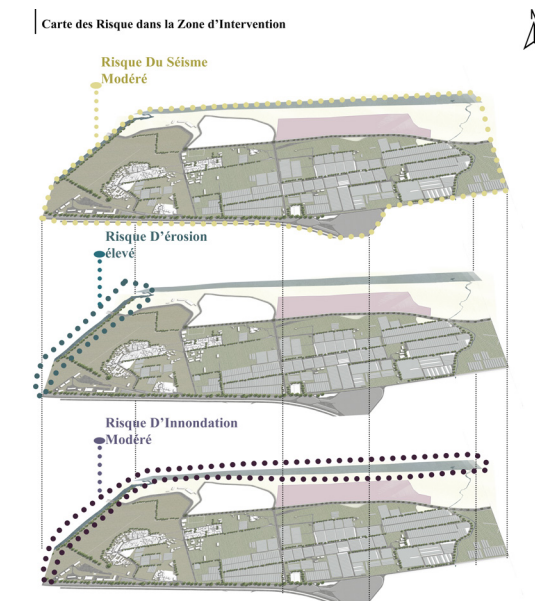 Carte des Risque dans la Zone d'Intervention
N
Risque Du Séisme
Modéré
Risque D'érosion
élevé
Risque D'Innondation
Modéré